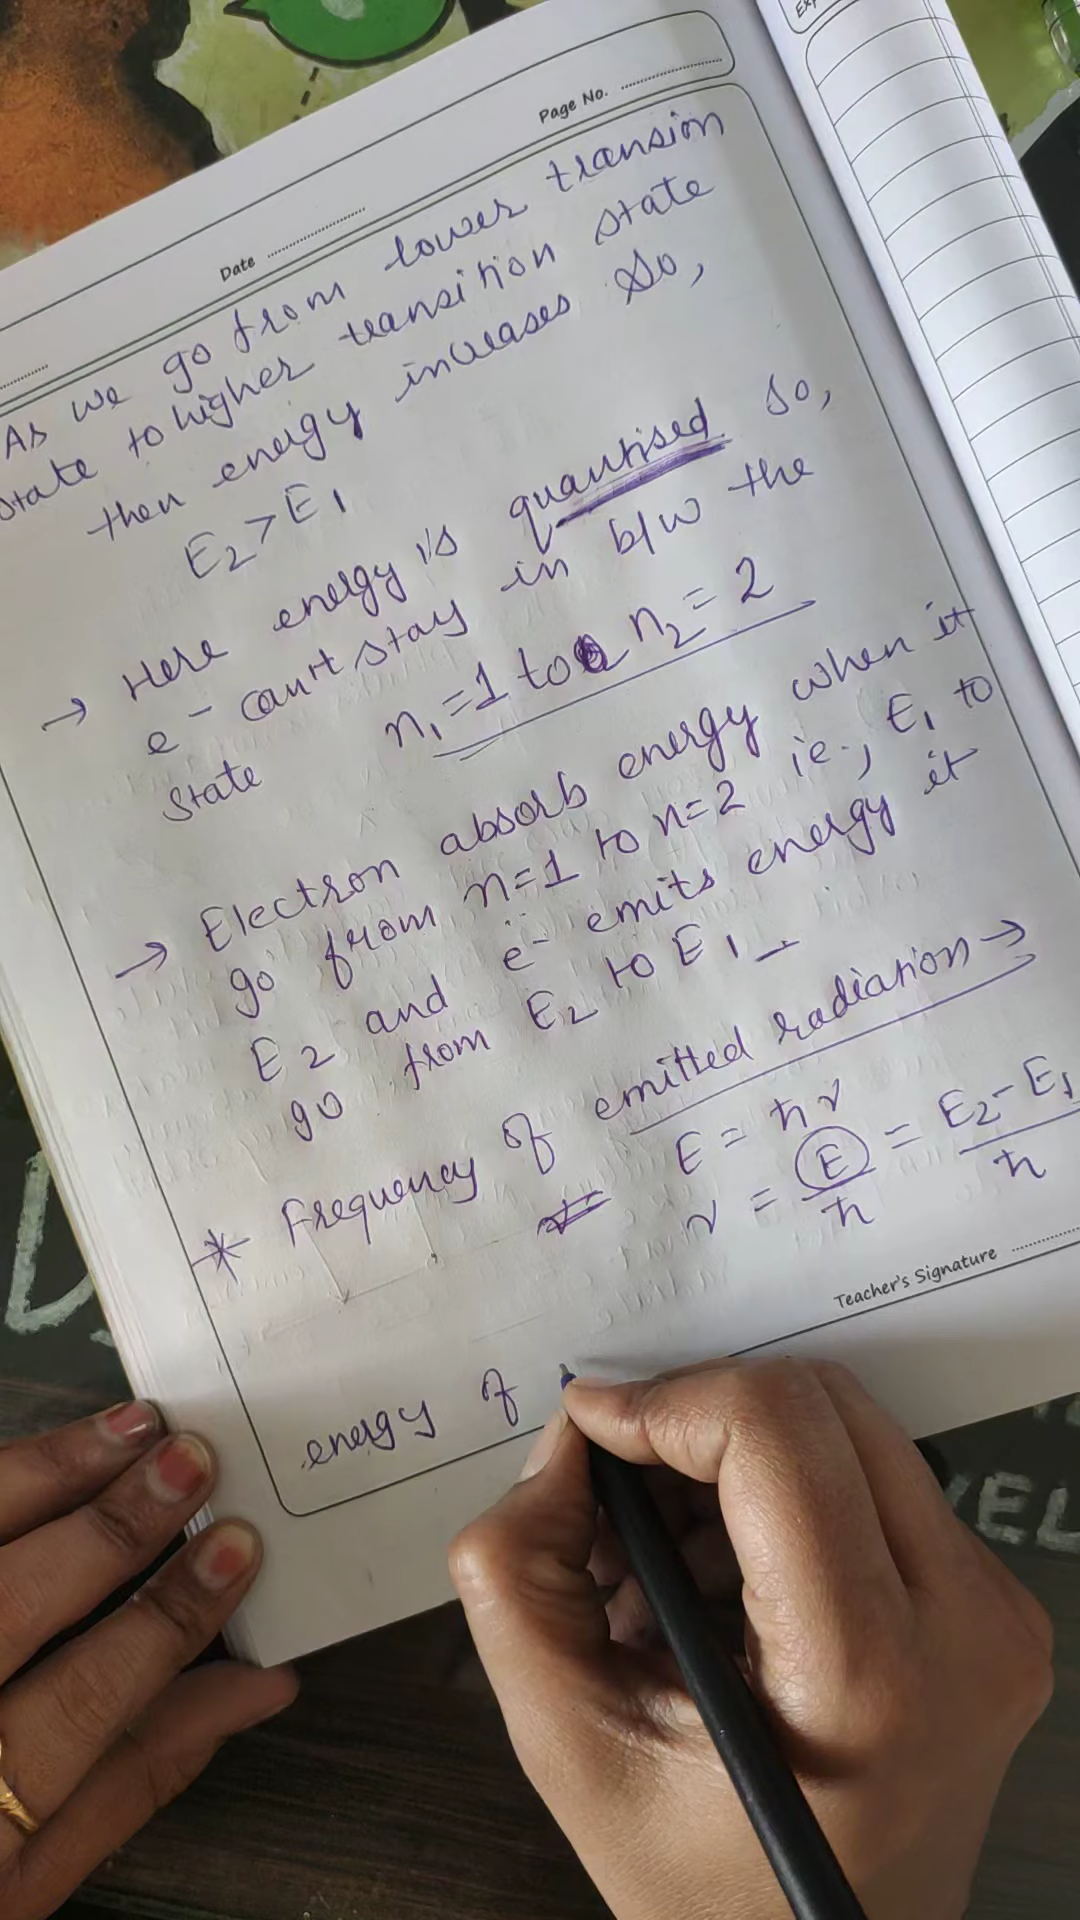 Page No.
Date
As we go from lower transion
state to higher transition state
then energy increases So,
E2 > E1
→ Here energy is quantised So,
e⁻ can't stay in b/w the
state n₁=1 to n₂=2
→ Electron absorb energy when it
go from n=1 to n=2 ie., E1 to
E2 and e⁻ emits energy it
go from E2 to E1
* Frequency of emitted radiation →
E = hν
ν = E/h = E2-E1/h
Teacher's Signature
energy of